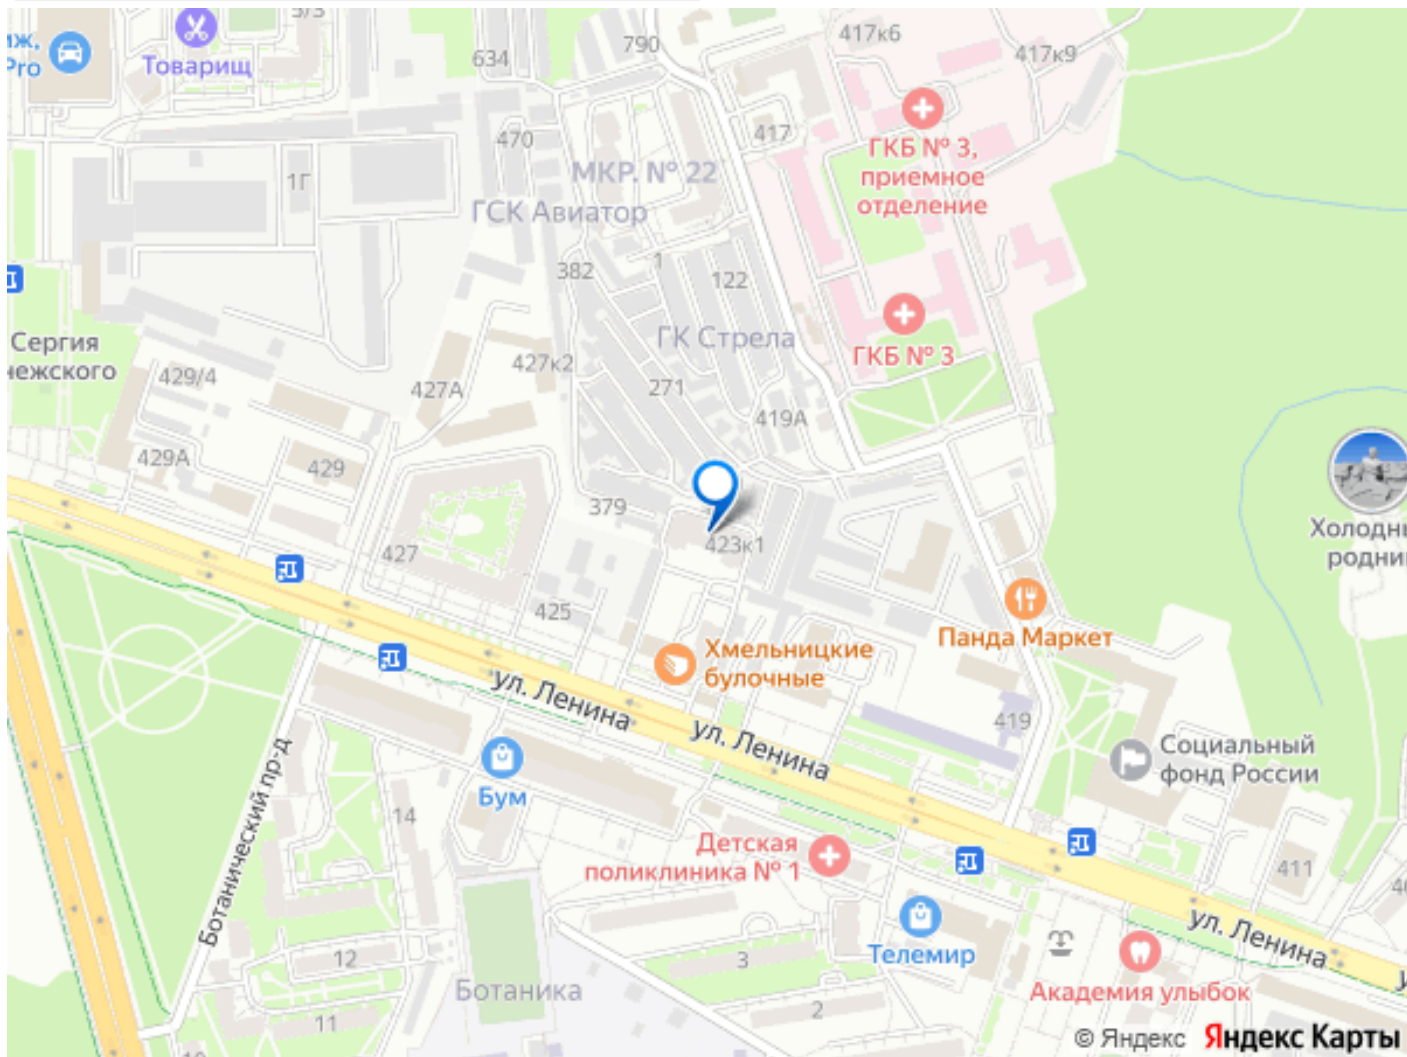 5/3
417к6
790
634
417к9
Pro
Товарищ
417
470
ГКБ № 3,
приемное
отделение
МКР. № 22
1Г
ГСК Авиатор
382
1
122
ГК Стрела
Сергия
ГКБ № 3
429/4
427к2
427А
271
419А
429А
429
379
423к1
427
425
Панда Маркет
Хмельницкие
булочные
ул. Ленина
ул. Ленина
419
Социальный
фонд России
Бум
14
Ботанический пр-д
Детская
поликлиника № 1
411
ул. Ленина
12
3
Телемир
Ботаника
Академия улыбок
11
2
© Яндекс Яндекс Карты